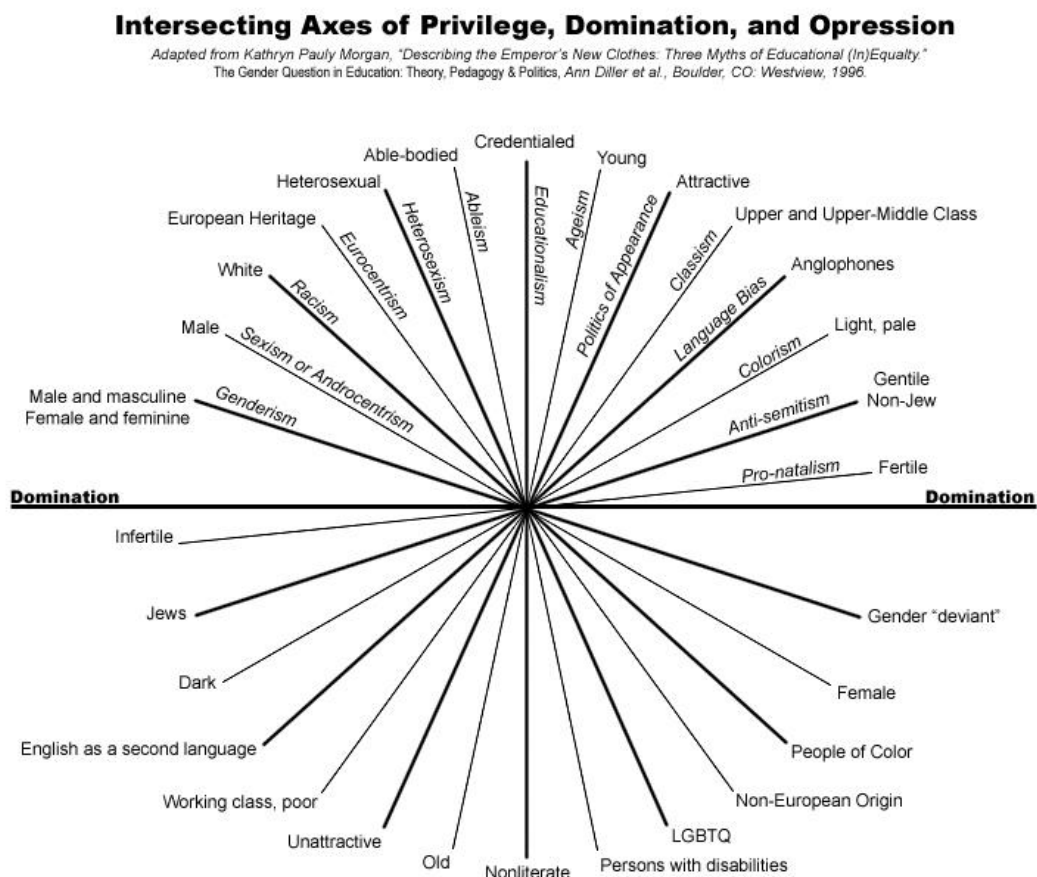 Intersecting Axes of Privilege, Domination, and Opression
Adapted from Kathryn Pauly Morgan, "Describing the Emperor's New Clothes: Three Myths of Educational (In)Equalty."
The Gender Question in Education: Theory, Pedagogy & Politics, Ann Diller et al., Boulder, CO: Westview, 1996.
Credentialed
Able-bodied
Young
Heterosexual
Attractive
European Heritage
Upper and Upper-Middle Class
White
Anglophones
Male
Light, pale
Male and masculine
Female and feminine
Gentile
Non-Jew
Fertile
Genderism
Sexism or Androcentrism
Racism
Eurocentrism
Heterosexism
Ableism
Educationalism
Ageism
Politics of Appearance
Classism
Language Bias
Colorism
Anti-semitism
Pro-natalism
Domination
Domination
Infertile
Jews
Gender "deviant"
Dark
Female
English as a second language
People of Color
Working class, poor
Non-European Origin
Unattractive
LGBTQ
Old
Persons with disabilities
Nonliterate